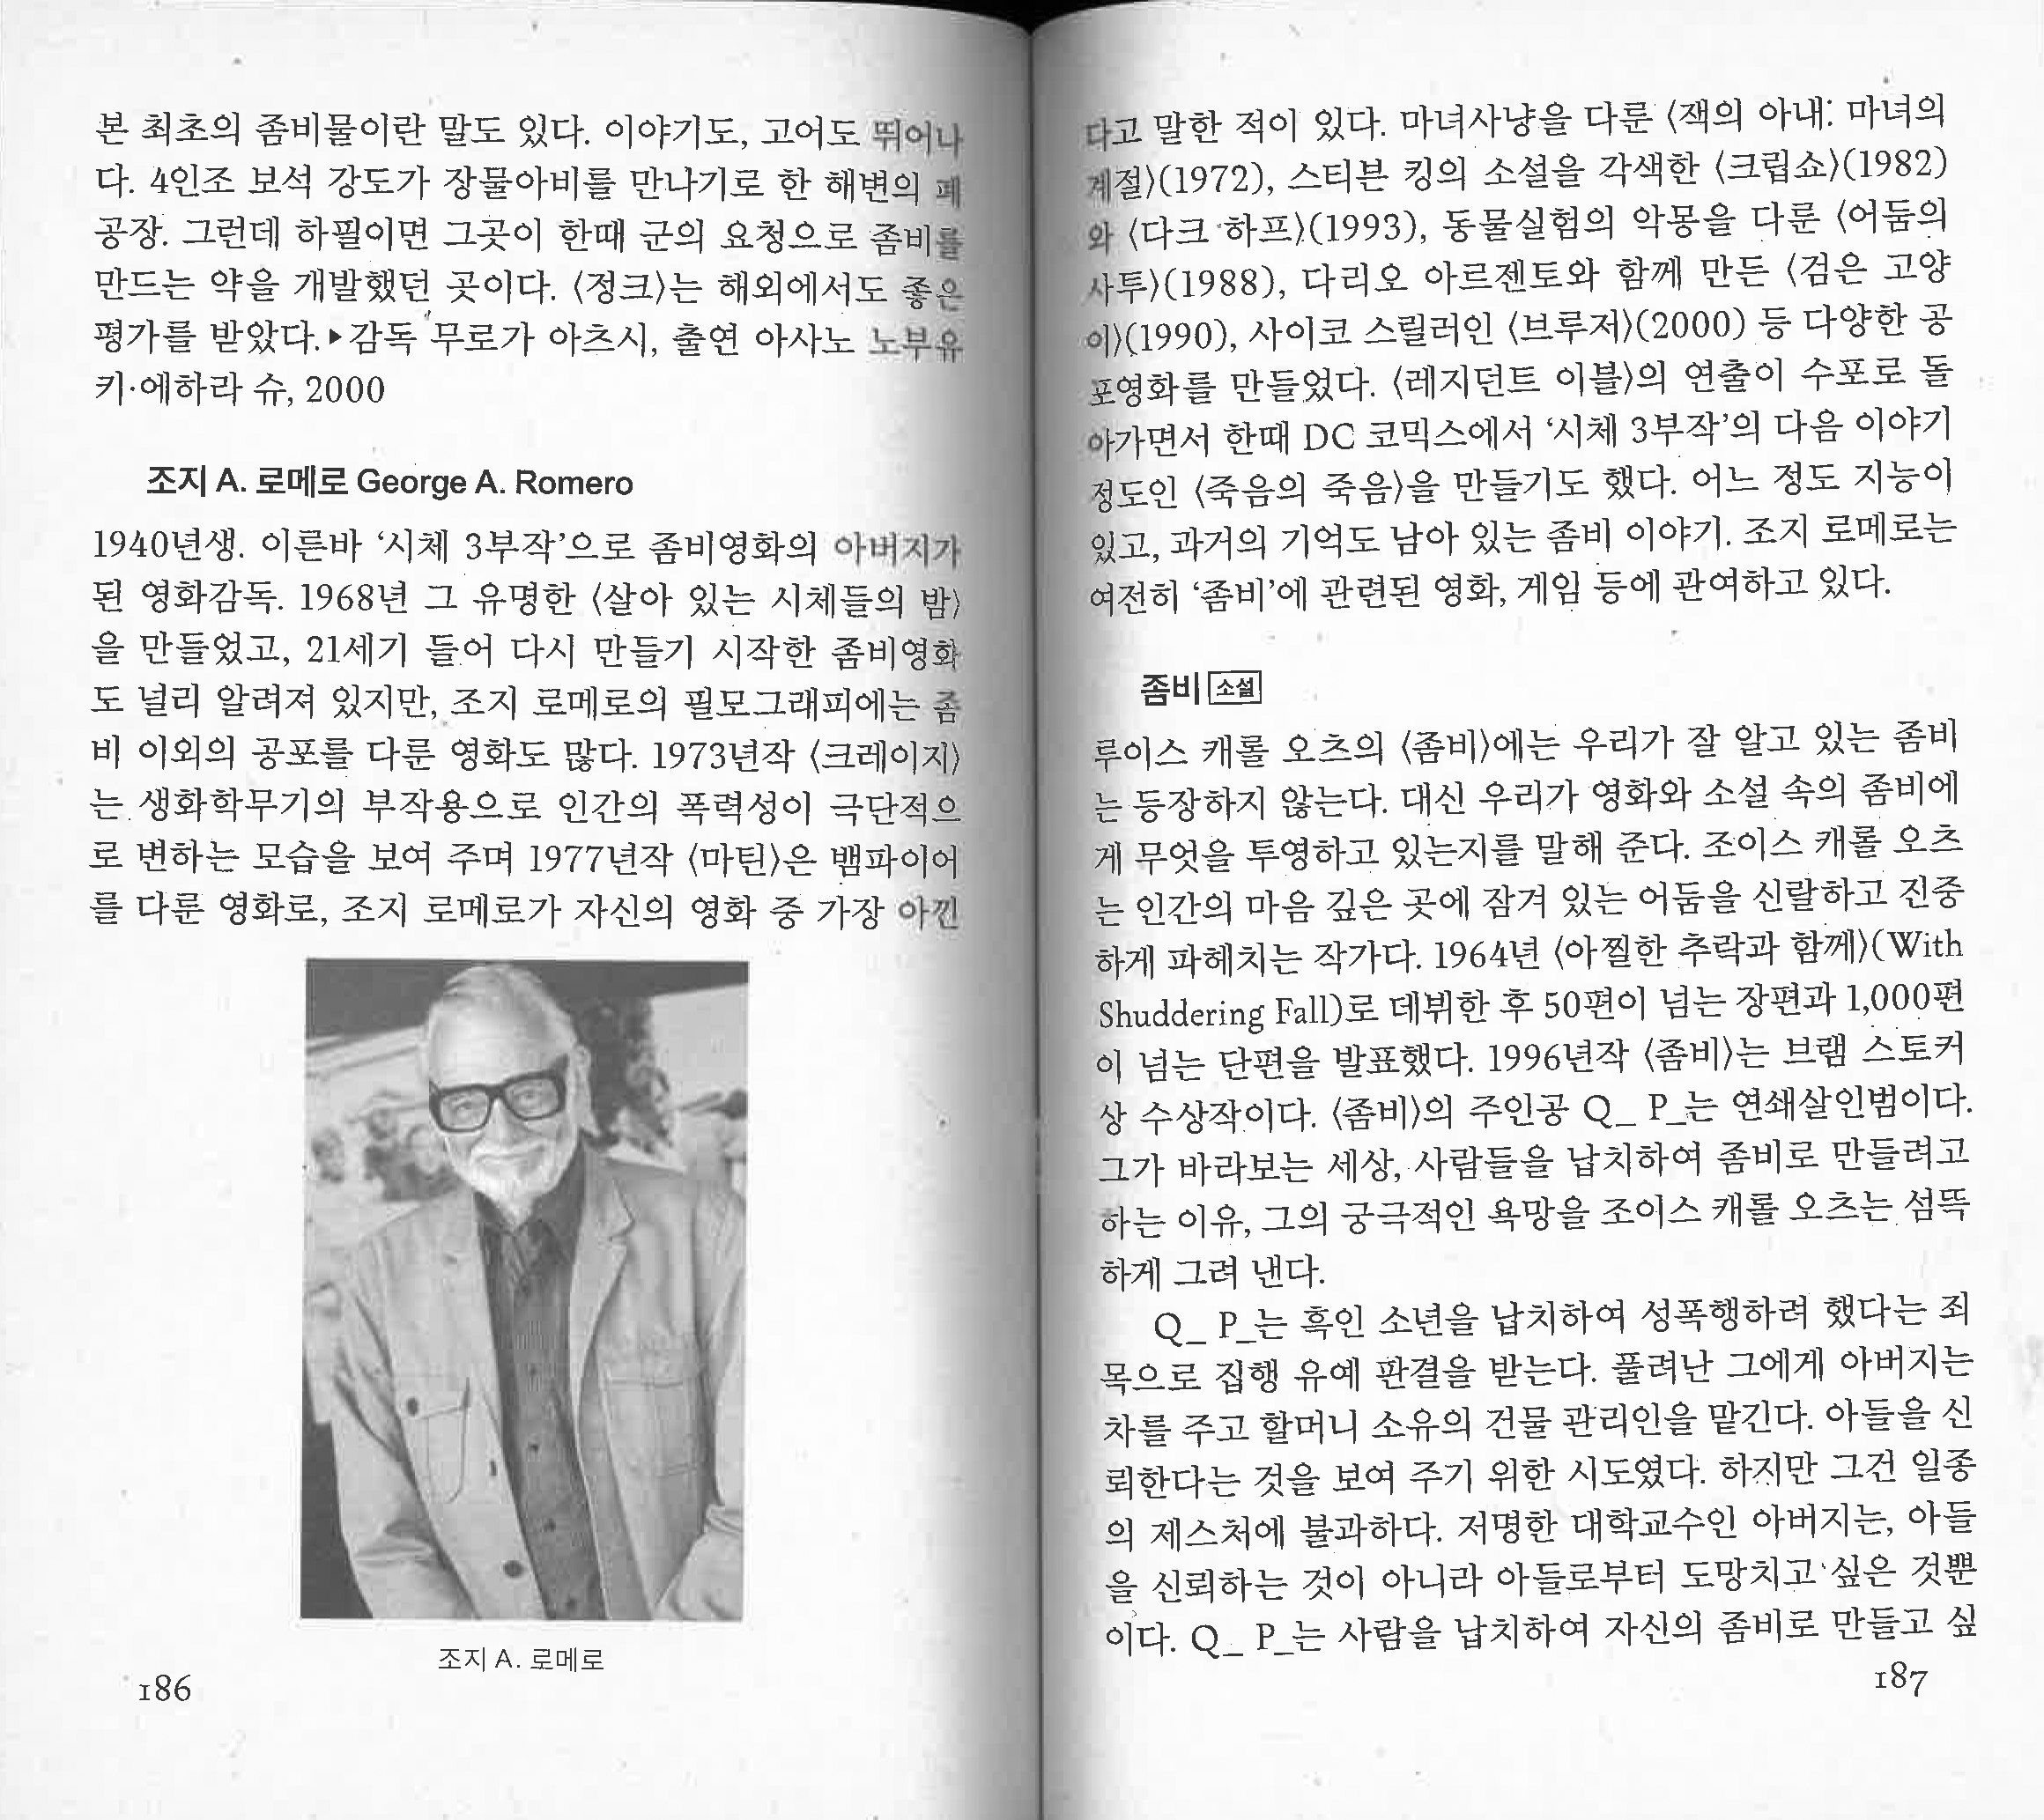 본 최초의 좀비물이란 말도 있다. 이야기도, 고어도 뛰어나
다. 4인조 보석 강도가 장물아비를 만나기로 한 해변의 폐
공장. 그런데 하필이면 그곳이 한때 군의 요청으로 좀비를
만드는 약을 개발했던 곳이다. 〈정크〉는 해외에서도 좋은
평가를 받았다.▶감독 무로가 아츠시, 출연 아사노 노부유
키·에하라 슈, 2000
조지 A. 로메로 George A. Romero
1940년생. 이른바 ‘시체 3부작’으로 좀비영화의 아버지가
된 영화감독. 1968년 그 유명한 〈살아 있는 시체들의 밤〉
을 만들었고, 21세기 들어 다시 만들기 시작한 좀비영화
도 널리 알려져 있지만, 조지 로메로의 필모그래피에는 좀
비 이외의 공포를 다룬 영화도 많다. 1973년작 〈크레이지〉
는 생화학무기의 부작용으로 인간의 폭력성이 극단적으
로 변하는 모습을 보여 주며 1977년작 〈마틴〉은 뱀파이어
를 다룬 영화로, 조지 로메로가 자신의 영화 중 가장 아낀
조지 A. 로메로
186
다고 말한 적이 있다. 마녀사냥을 다룬 〈잭의 아내: 마녀의
계절〉(1972), 스티븐 킹의 소설을 각색한 〈크립쇼〉(1982)
와 〈다크 하프〉(1993), 동물실험의 악몽을 다룬 〈어둠의
사투〉(1988), 다리오 아르젠토와 함께 만든 〈검은 고양
이〉(1990), 사이코 스릴러인 〈브루저〉(2000) 등 다양한 공
포영화를 만들었다. 〈레지던트 이블〉의 연출이 수포로 돌
아가면서 한때 DC 코믹스에서 ‘시체 3부작’의 다음 이야기
정도인 〈죽음의 죽음〉을 만들기도 했다. 어느 정도 지능이
있고, 과거의 기억도 남아 있는 좀비 이야기. 조지 로메로는
여전히 ‘좀비’에 관련된 영화, 게임 등에 관여하고 있다.
좀비 소설
루이스 캐롤 오츠의 〈좀비〉에는 우리가 잘 알고 있는 좀비
는 등장하지 않는다. 대신 우리가 영화와 소설 속의 좀비에
게 무엇을 투영하고 있는지를 말해 준다. 조이스 캐롤 오츠
는 인간의 마음 깊은 곳에 잠겨 있는 어둠을 신랄하고 진중
하게 파헤치는 작가다. 1964년 〈아찔한 추락과 함께〉(With
Shuddering Fall)로 데뷔한 후 50편이 넘는 장편과 1,000편
이 넘는 단편을 발표했다. 1996년작 〈좀비〉는 브램 스토커
상 수상작이다. 〈좀비〉의 주인공 Q_ P_는 연쇄살인범이다.
그가 바라보는 세상, 사람들을 납치하여 좀비로 만들려고
하는 이유, 그의 궁극적인 욕망을 조이스 캐롤 오츠는 섬뜩
하게 그려 낸다.
Q_ P_는 흑인 소년을 납치하여 성폭행하려 했다는 죄
목으로 집행 유예 판결을 받는다. 풀려난 그에게 아버지는
차를 주고 할머니 소유의 건물 관리인을 맡긴다. 아들을 신
뢰한다는 것을 보여 주기 위한 시도였다. 하지만 그건 일종
의 제스처에 불과하다. 저명한 대학교수인 아버지는, 아들
을 신뢰하는 것이 아니라 아들로부터 도망치고 싶은 것뿐
이다. Q_ P_는 사람을 납치하여 자신의 좀비로 만들고 싶
187